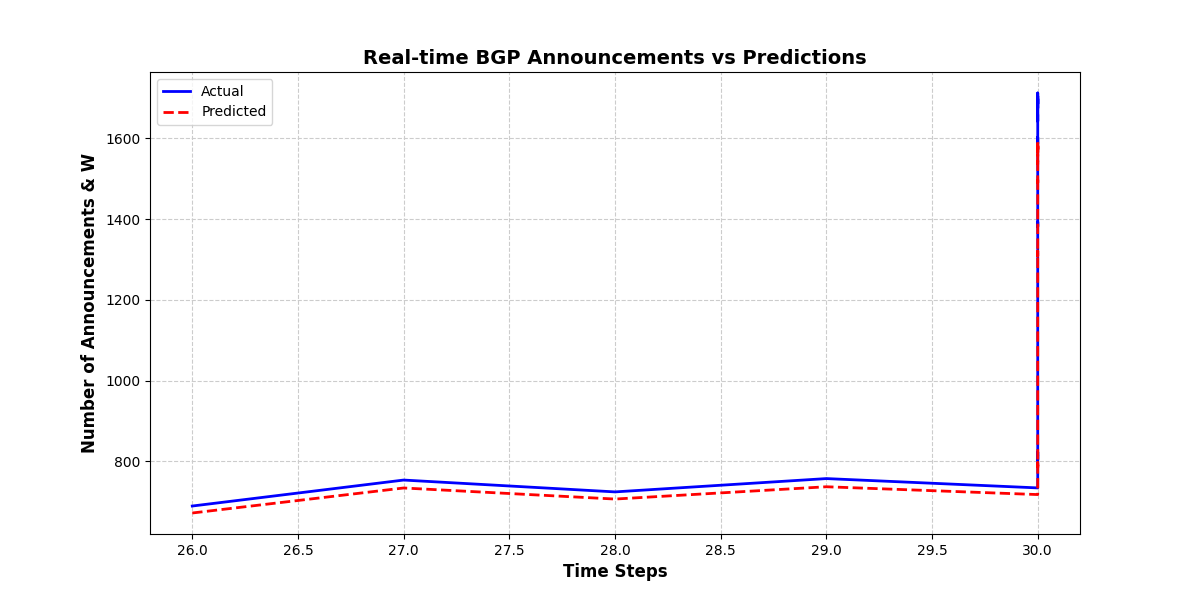 Real-time BGP Announcements vs Predictions
Actual
Predicted
Number of Announcements & W
1600
1400
1200
1000
800
26.0 26.5 27.0 27.5 28.0 28.5 29.0 29.5 30.0
Time Steps